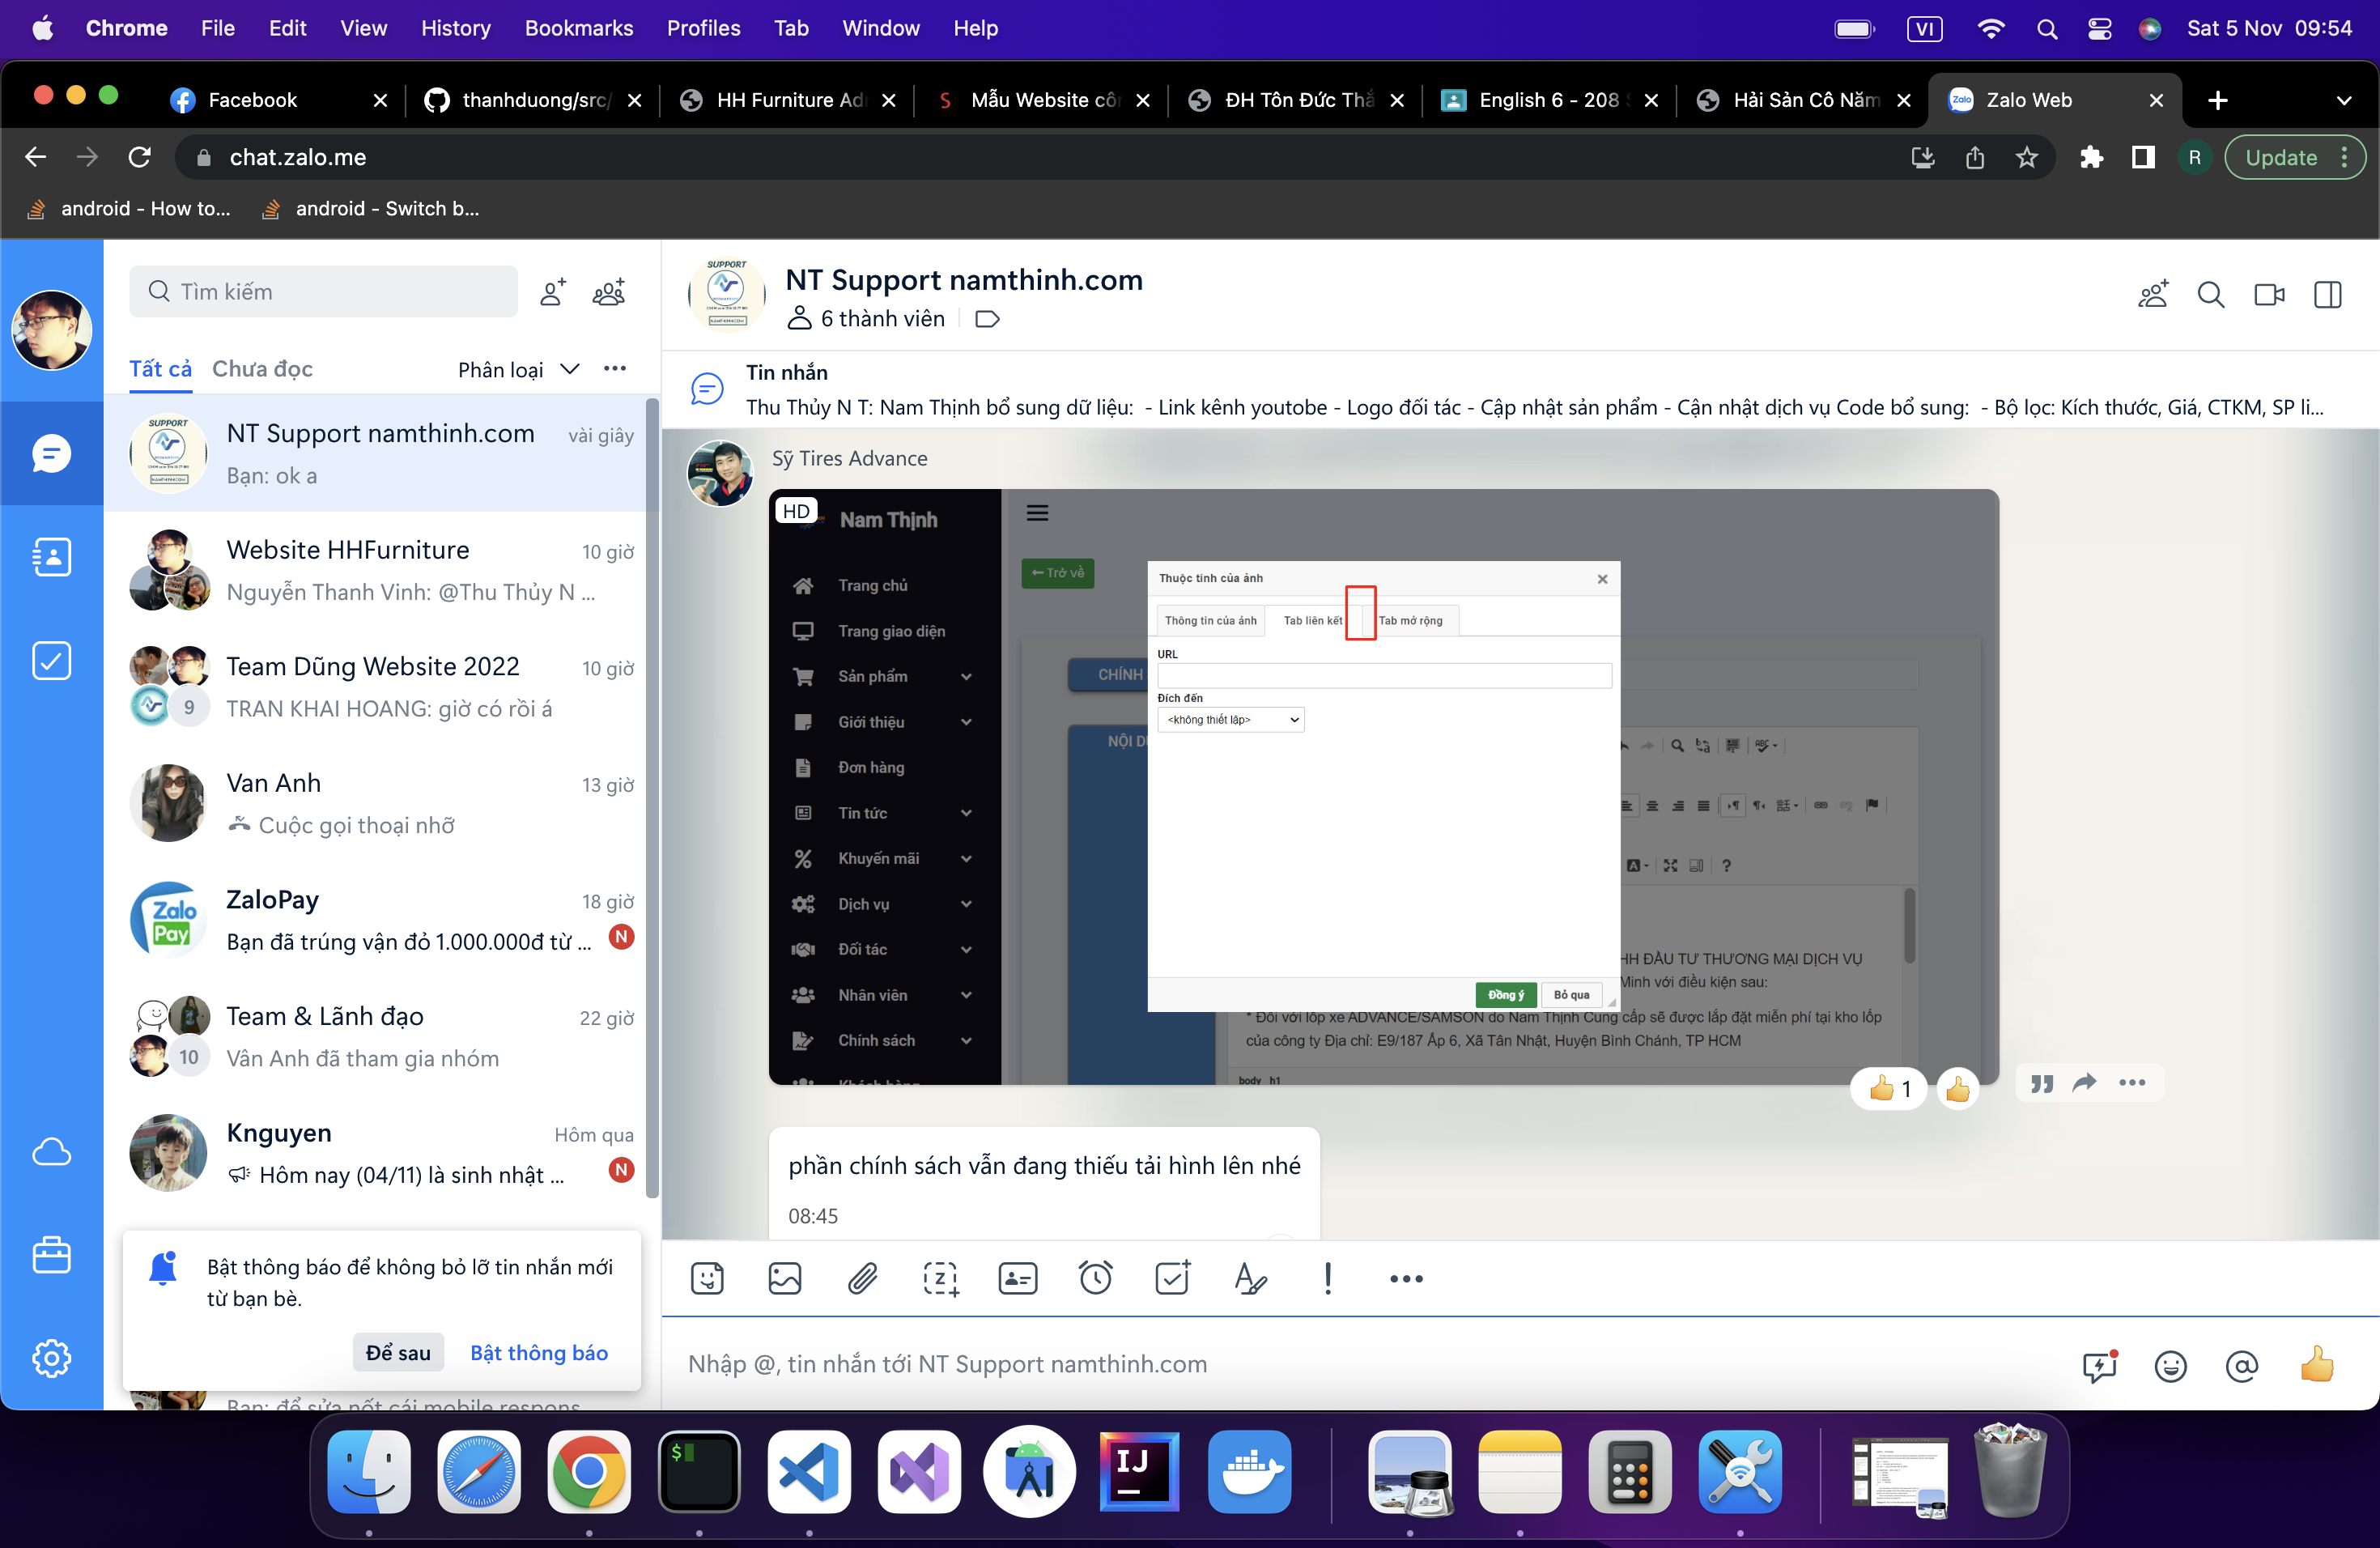 Chrome File Edit View History Bookmarks Profiles Tab Window Help VI Sat 5 Nov 09:54
Facebook thanhduong/src/ HH Furniture Ad Mẫu Website cô ĐH Tôn Đức Thắ English 6 - 208 Hải Sản Cô Năm Zalo Web
chat.zalo.me R Update
android - How to... android - Switch b...
Tìm kiếm
Tất cả Chưa đọc Phân loại
NT Support namthinh.com vài giây
Bạn: ok a
Website HHFurniture 10 giờ
Nguyễn Thanh Vinh: @Thu Thủy N ...
Team Dũng Website 2022 10 giờ
9 TRAN KHAI HOANG: giờ có rồi á
Van Anh 13 giờ
Cuộc gọi thoại nhỡ
ZaloPay 18 giờ
Bạn đã trúng vận đỏ 1.000.000đ từ ... N
Team & Lãnh đạo 22 giờ
10 Vân Anh đã tham gia nhóm
Knguyen Hôm qua
Hôm nay (04/11) là sinh nhật ... N
Bật thông báo để không bỏ lỡ tin nhắn mới
từ bạn bè.
Để sau Bật thông báo
Bạn: để sửa nốt cái mobile respons
SUPPORT
NAMTHINH.COM
NT Support namthinh.com
6 thành viên
Tin nhắn
Thu Thủy N T: Nam Thịnh bổ sung dữ liệu: - Link kênh youtobe - Logo đối tác - Cập nhật sản phẩm - Cận nhật dịch vụ Code bổ sung: - Bộ lọc: Kích thước, Giá, CTKM, SP li...
Sỹ Tires Advance
HD Nam Thịnh
Trang chủ
Trang giao diện
Sản phẩm
Giới thiệu
Đơn hàng
Tin tức
Khuyến mãi
Dịch vụ
Đối tác
Nhân viên
Chính sách
Khách hàng
Trở về
CHÍNH
NỘI D
Thuộc tính của ảnh
Thông tin của ảnh Tab liên kết Tab mở rộng
URL
Đích đến
<không thiết lập>
Đồng ý Bỏ qua
HH ĐẦU TƯ THƯƠNG MẠI DỊCH VỤ
Minh với điều kiện sau:
* Đối với lốp xe ADVANCE/SAMSON do Nam Thịnh Cung cấp sẽ được lắp đặt miễn phí tại kho lốp
của công ty Địa chỉ: E9/187 Ấp 6, Xã Tân Nhật, Huyện Bình Chánh, TP HCM
body h1
1
phần chính sách vẫn đang thiếu tải hình lên nhé
08:45
Nhập @, tin nhắn tới NT Support namthinh.com